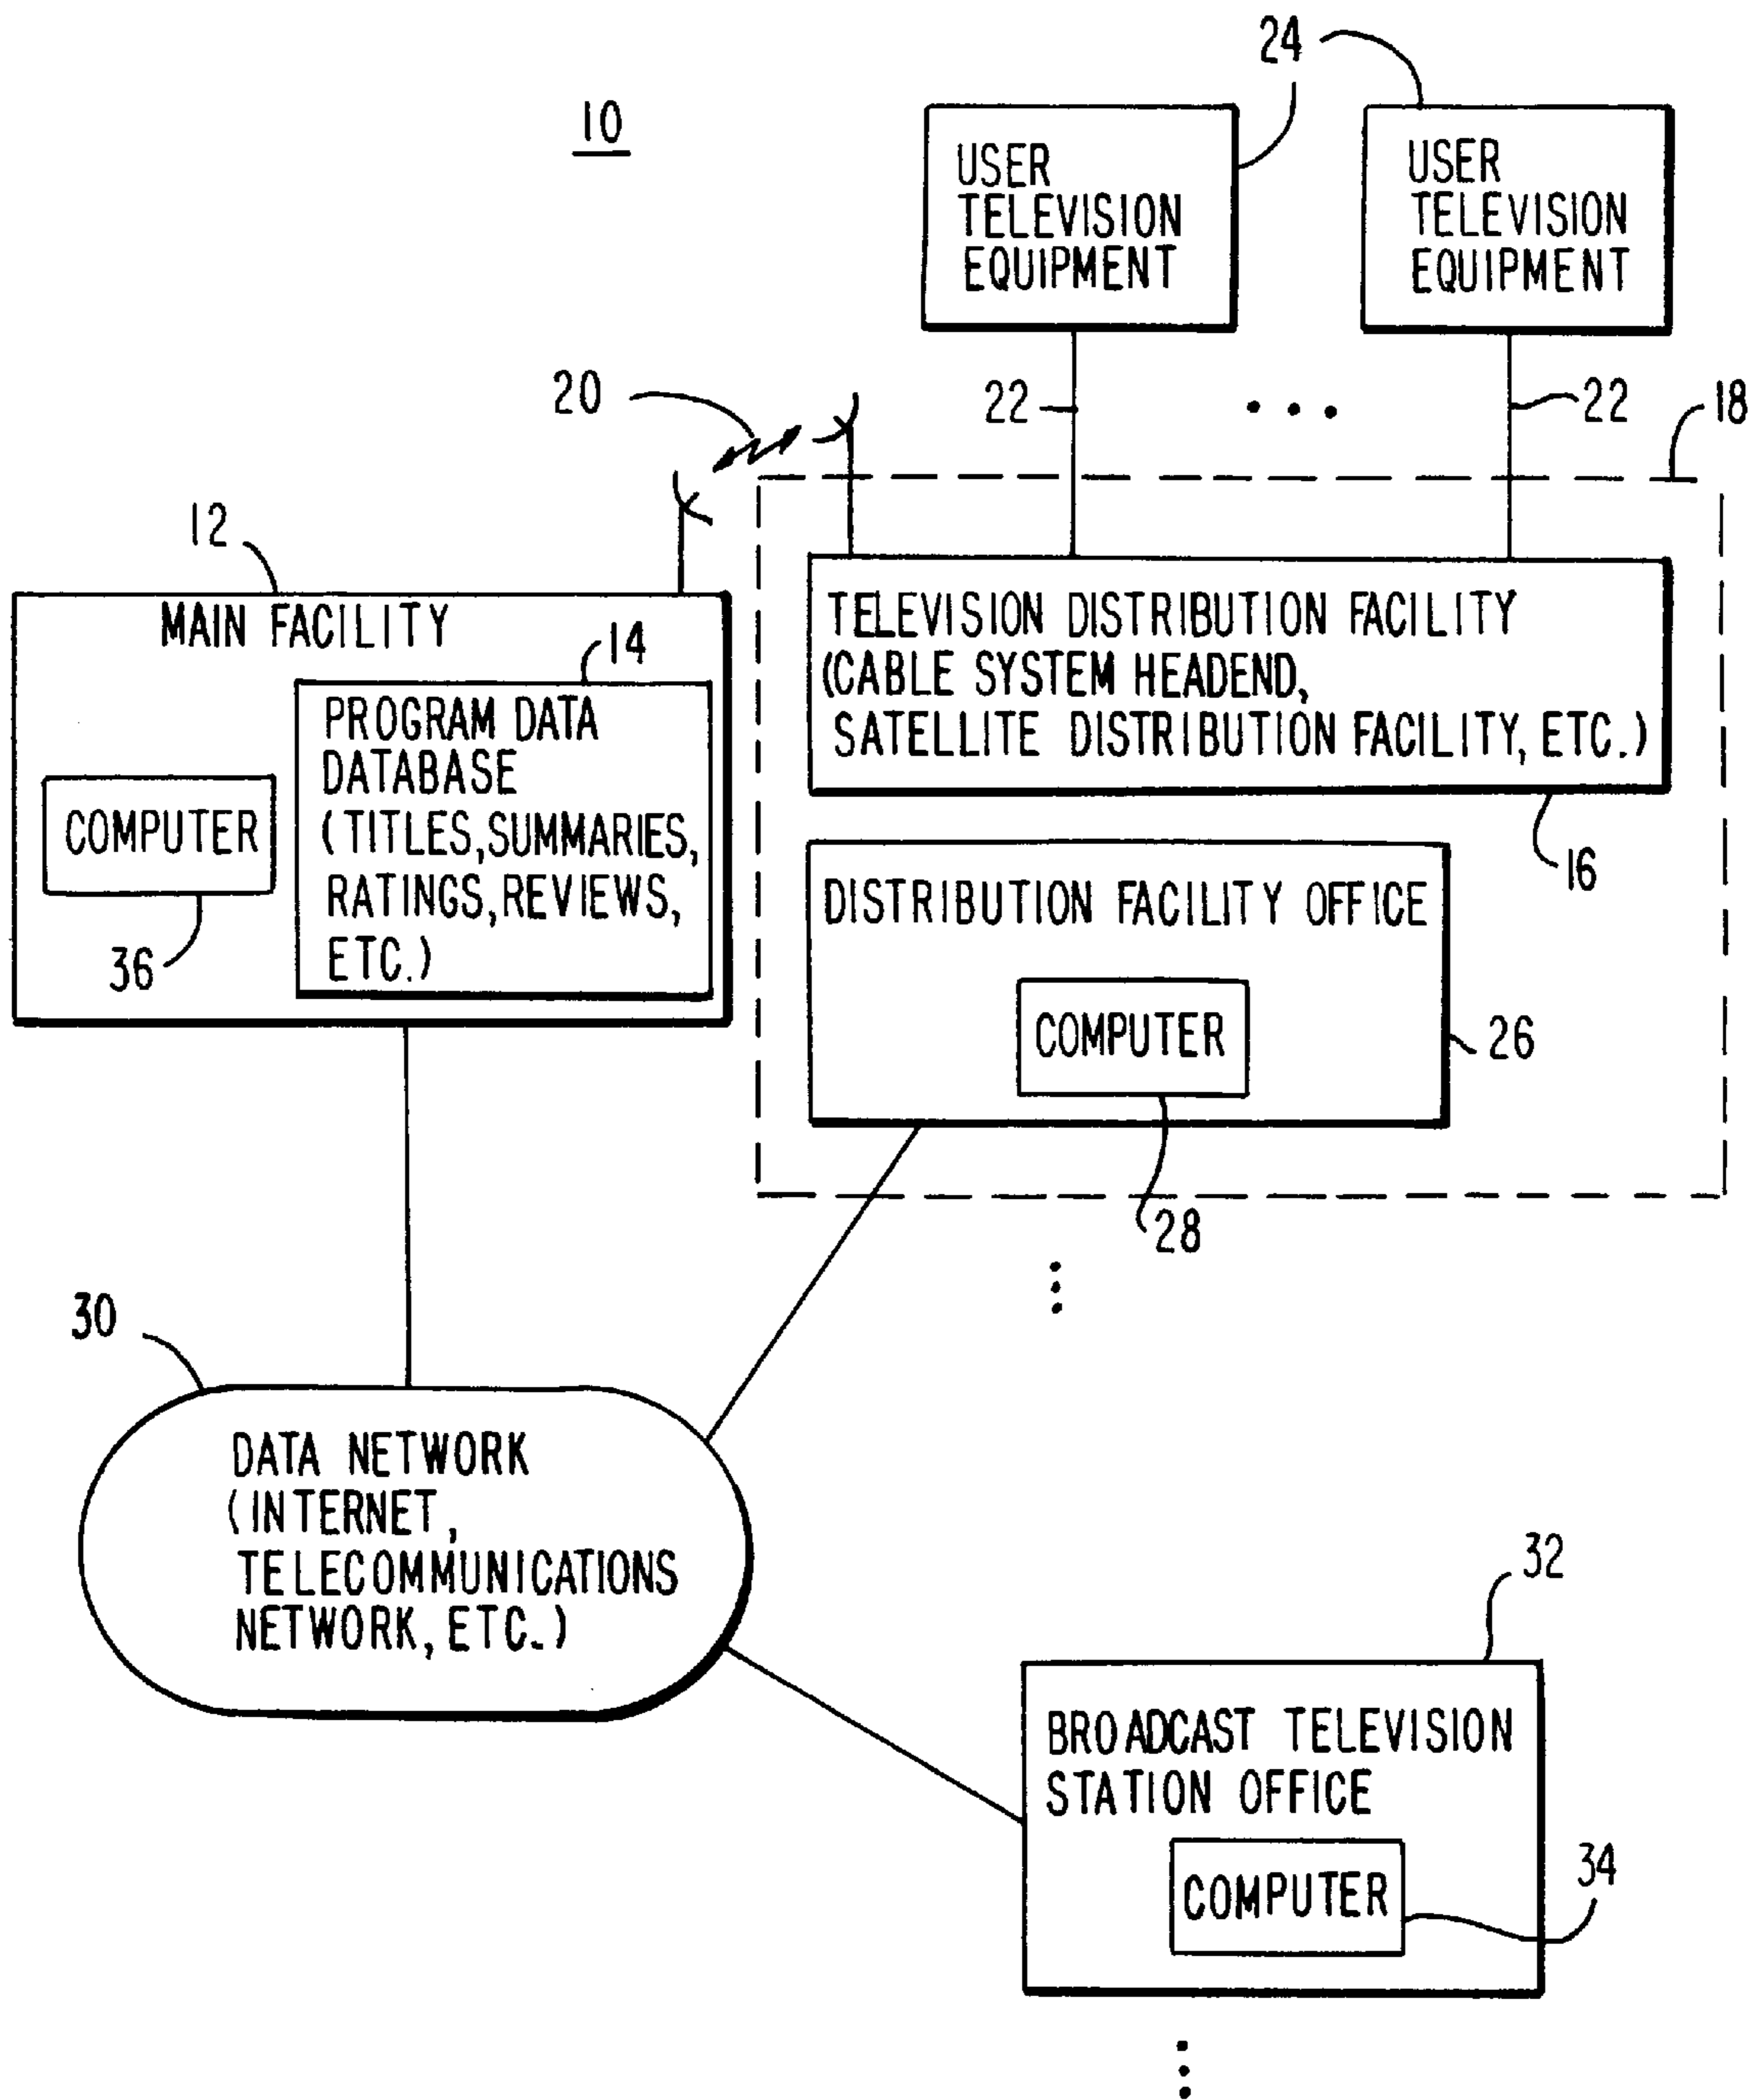 24
10
USER
TELEVISION
EQUIPMENT
USER
TELEVISION
EQUIPMENT
20
22
22
18
12
MAIN FACILITY
14
PROGRAM DATA
DATABASE
(TITLES,SUMMARIES,
RATINGS,REVIEWS,
ETC.)
COMPUTER
36
TELEVISION DISTRIBUTION FACILITY
(CABLE SYSTEM HEADEND,
SATELLITE DISTRIBUTION FACILITY, ETC.)
16
DISTRIBUTION FACILITY OFFICE
COMPUTER
26
28
30
DATA NETWORK
(INTERNET,
TELECOMMUNICATIONS
NETWORK, ETC.)
32
BROADCAST TELEVISION
STATION OFFICE
COMPUTER
34